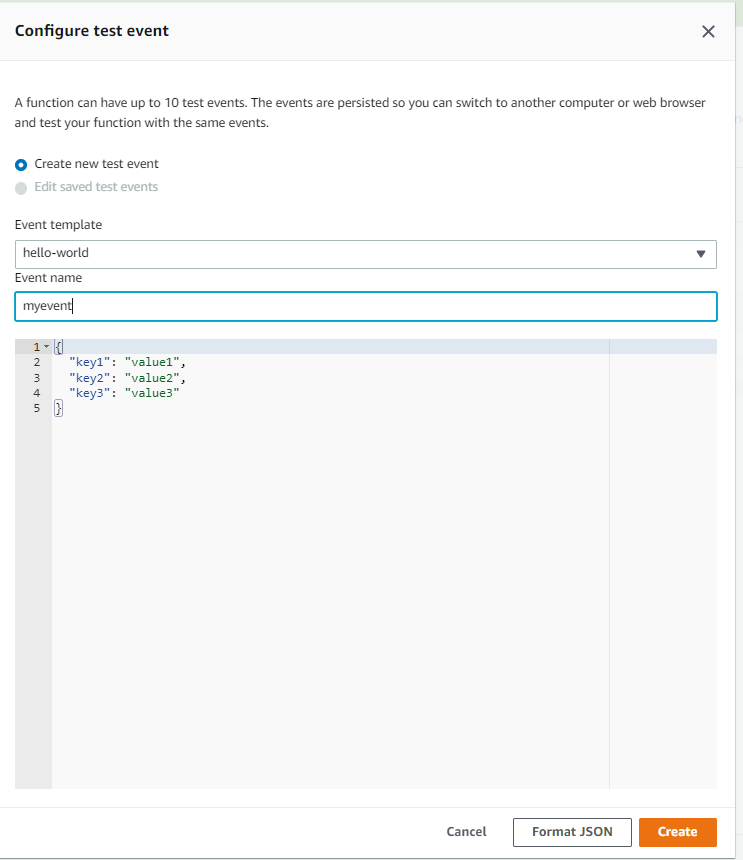 Configure test event
A function can have up to 10 test events. The events are persisted so you can switch to another computer or web browser
and test your function with the same events.
Create new test event
Edit saved test events
Event template
hello-world
Event name
myevent
1 {
2 "key1": "value1",
3 "key2": "value2",
4 "key3": "value3"
5 }
Cancel Format JSON Create